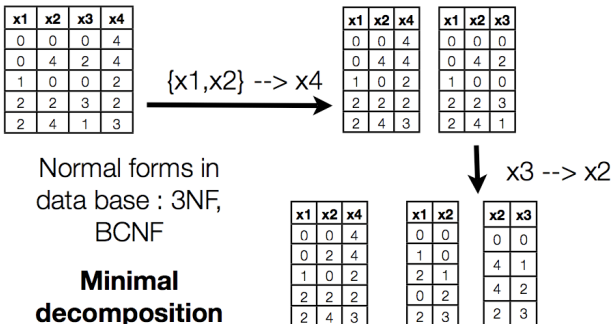 x1 x2 x3 x4
0 0 0 4
0 4 2 4
1 0 0 2
2 2 3 2
2 4 1 3
{x1,x2} --> x4
x1 x2 x4
0 0 4
0 4 4
1 0 2
2 2 2
2 4 3
x1 x2 x3
0 0 0
0 4 2
1 0 0
2 2 3
2 4 1
x3 --> x2
Normal forms in
data base : 3NF,
BCNF
Minimal
decomposition
x1 x2 x4
0 0 4
0 2 4
1 0 2
2 2 2
2 4 3
x1 x2
0 0
1 0
2 1
0 2
2 3
x2 x3
0 0
4 1
4 2
2 3